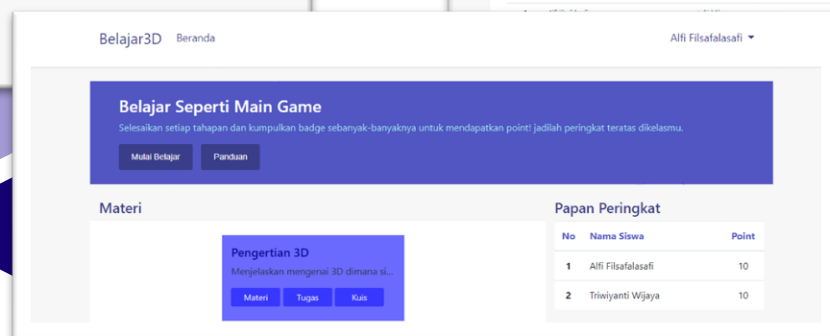 Belajar3D Beranda Alfi Filsafalasafi
Belajar Seperti Main Game
Selesaikan setiap tahapan dan kumpulkan badge sebanyak-banyaknya untuk mendapatkan point! jadilah peringkat teratas dikelasmu.
Mulai Belajar Panduan
Materi
Pengertian 3D
Menjelaskan mengenai 3D dimana si...
Materi Tugas Kuis
Papan Peringkat
No Nama Siswa Point
1 Alfi Filsafalasafi 10
2 Triwiyanti Wijaya 10